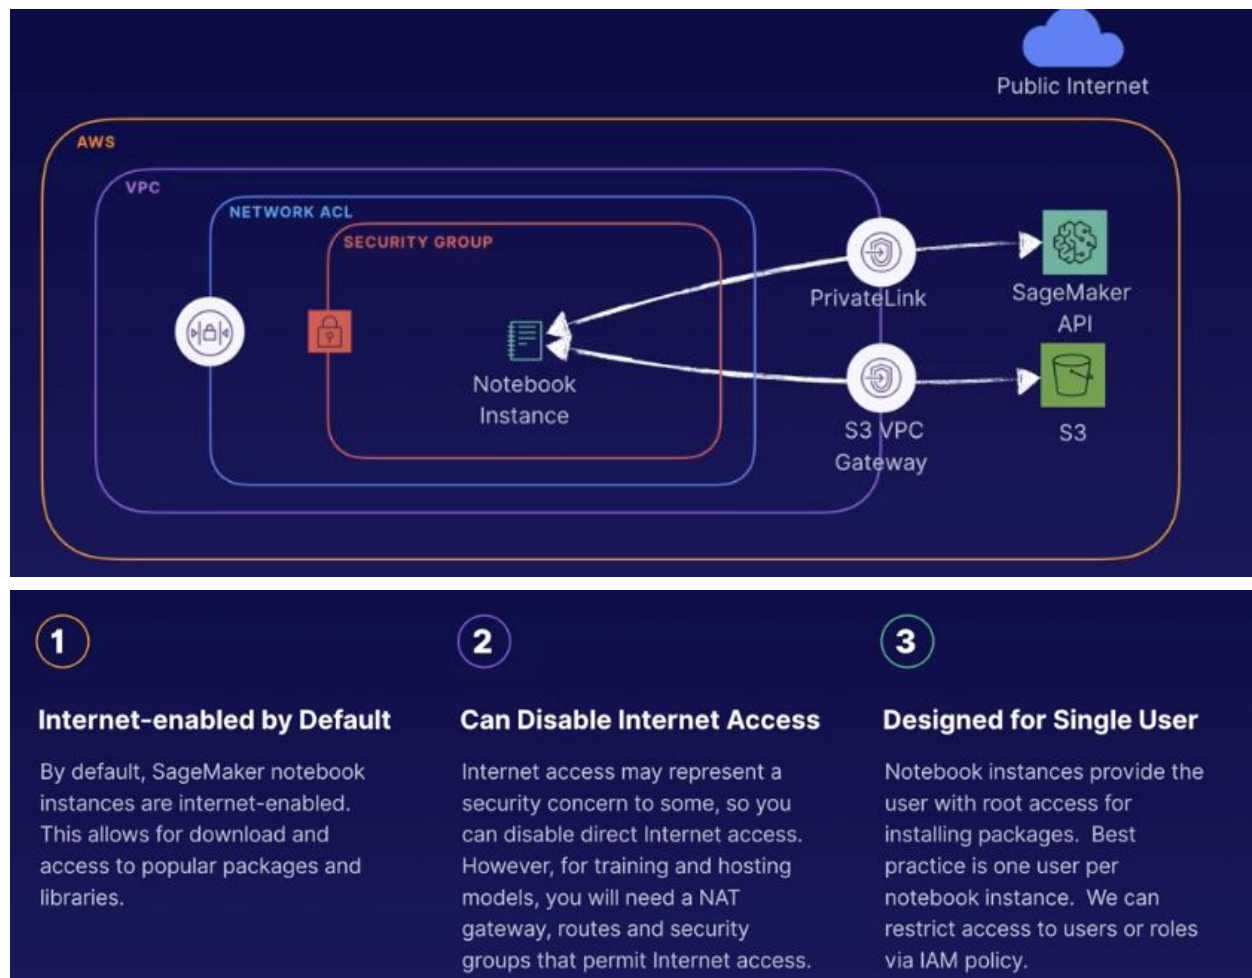 Public Internet
AWS
VPC
NETWORK ACL
SECURITY GROUP
PrivateLink
SageMaker
API
Notebook
Instance
S3 VPC
Gateway
S3
1
Internet-enabled by Default
By default, SageMaker notebook
instances are internet-enabled.
This allows for download and
access to popular packages and
libraries.
2
Can Disable Internet Access
Internet access may represent a
security concern to some, so you
can disable direct Internet access.
However, for training and hosting
models, you will need a NAT
gateway, routes and security
groups that permit Internet access.
3
Designed for Single User
Notebook instances provide the
user with root access for
installing packages. Best
practice is one user per
notebook instance. We can
restrict access to users or roles
via IAM policy.